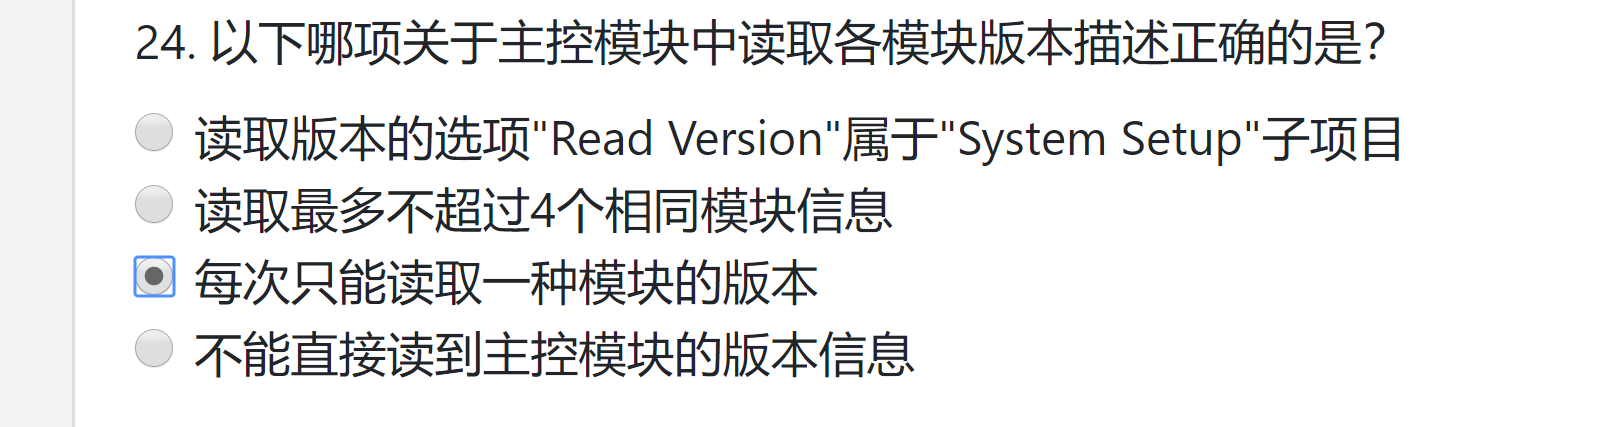 24. 以下哪项关于主控模块中读取各模块版本描述正确的是？
读取版本的选项"Read Version"属于"System Setup"子项目
读取最多不超过4个相同模块信息
每次只能读取一种模块的版本
不能直接读到主控模块的版本信息